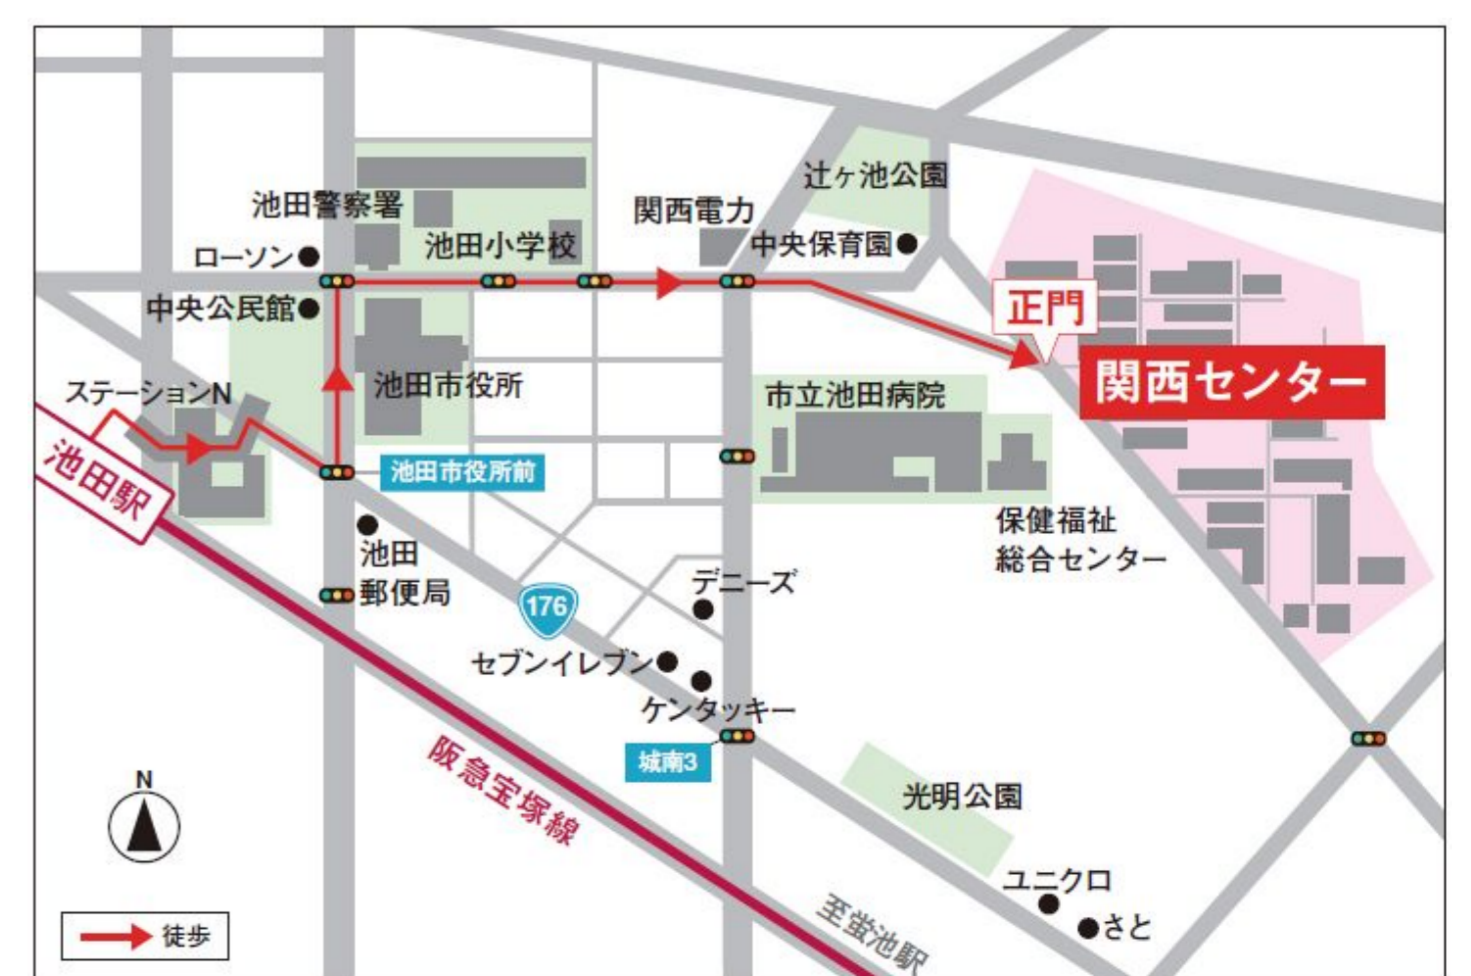 辻ヶ池公園
池田警察署
関西電力
池田小学校
中央保育園
ローソン
中央公民館
正門
関西センター
ステーションN
池田市役所
市立池田病院
池田駅
池田市役所前
保健福祉
総合センター
池田
郵便局
デニーズ
176
セブンイレブン
ケンタッキー
城南3
阪急宝塚線
N
光明公園
ユニクロ
さと
至蛍池駅
徒歩